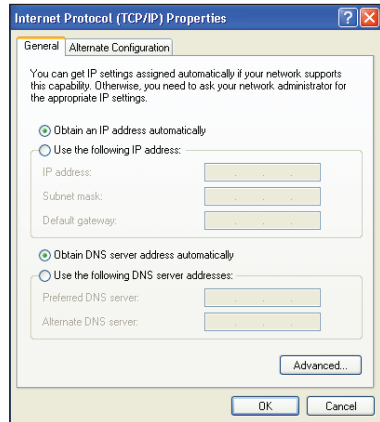 Internet Protocol (TCP/IP) Properties
General
Alternate Configuration
You can get IP settings assigned automatically if your network supports
this capability. Otherwise, you need to ask your network administrator for
the appropriate IP settings.
Obtain an IP address automatically
Use the following IP address:
IP address:
Subnet mask:
Default gateway:
Obtain DNS server address automatically
Use the following DNS server addresses:
Preferred DNS server:
Alternate DNS server:
Advanced...
OK
Cancel